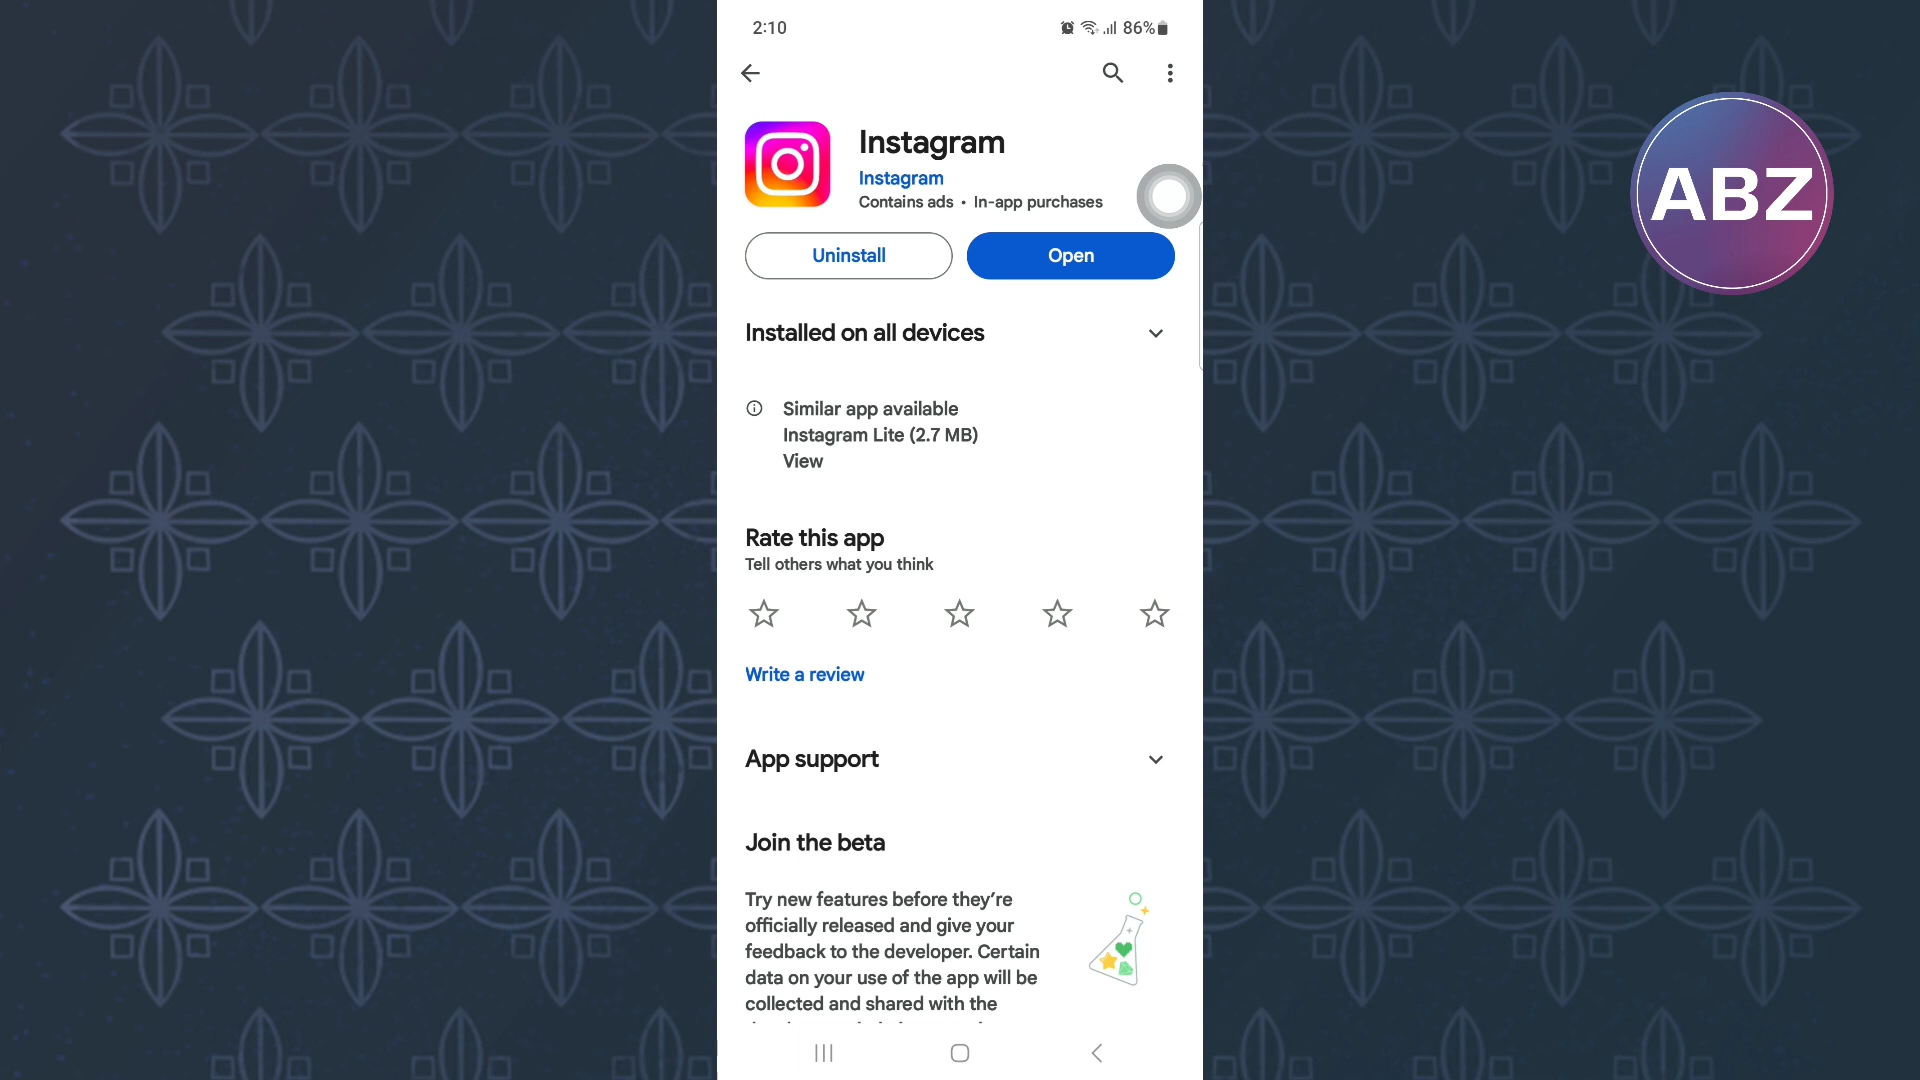 2:10
86%
Instagram
Instagram
Contains ads • In-app purchases
ABZ
Uninstall
Open
Installed on all devices
Similar app available
Instagram Lite (2.7 MB)
View
Rate this app
Tell others what you think
Write a review
App support
Join the beta
Try new features before they're
officially released and give your
feedback to the developer. Certain
data on your use of the app will be
collected and shared with the